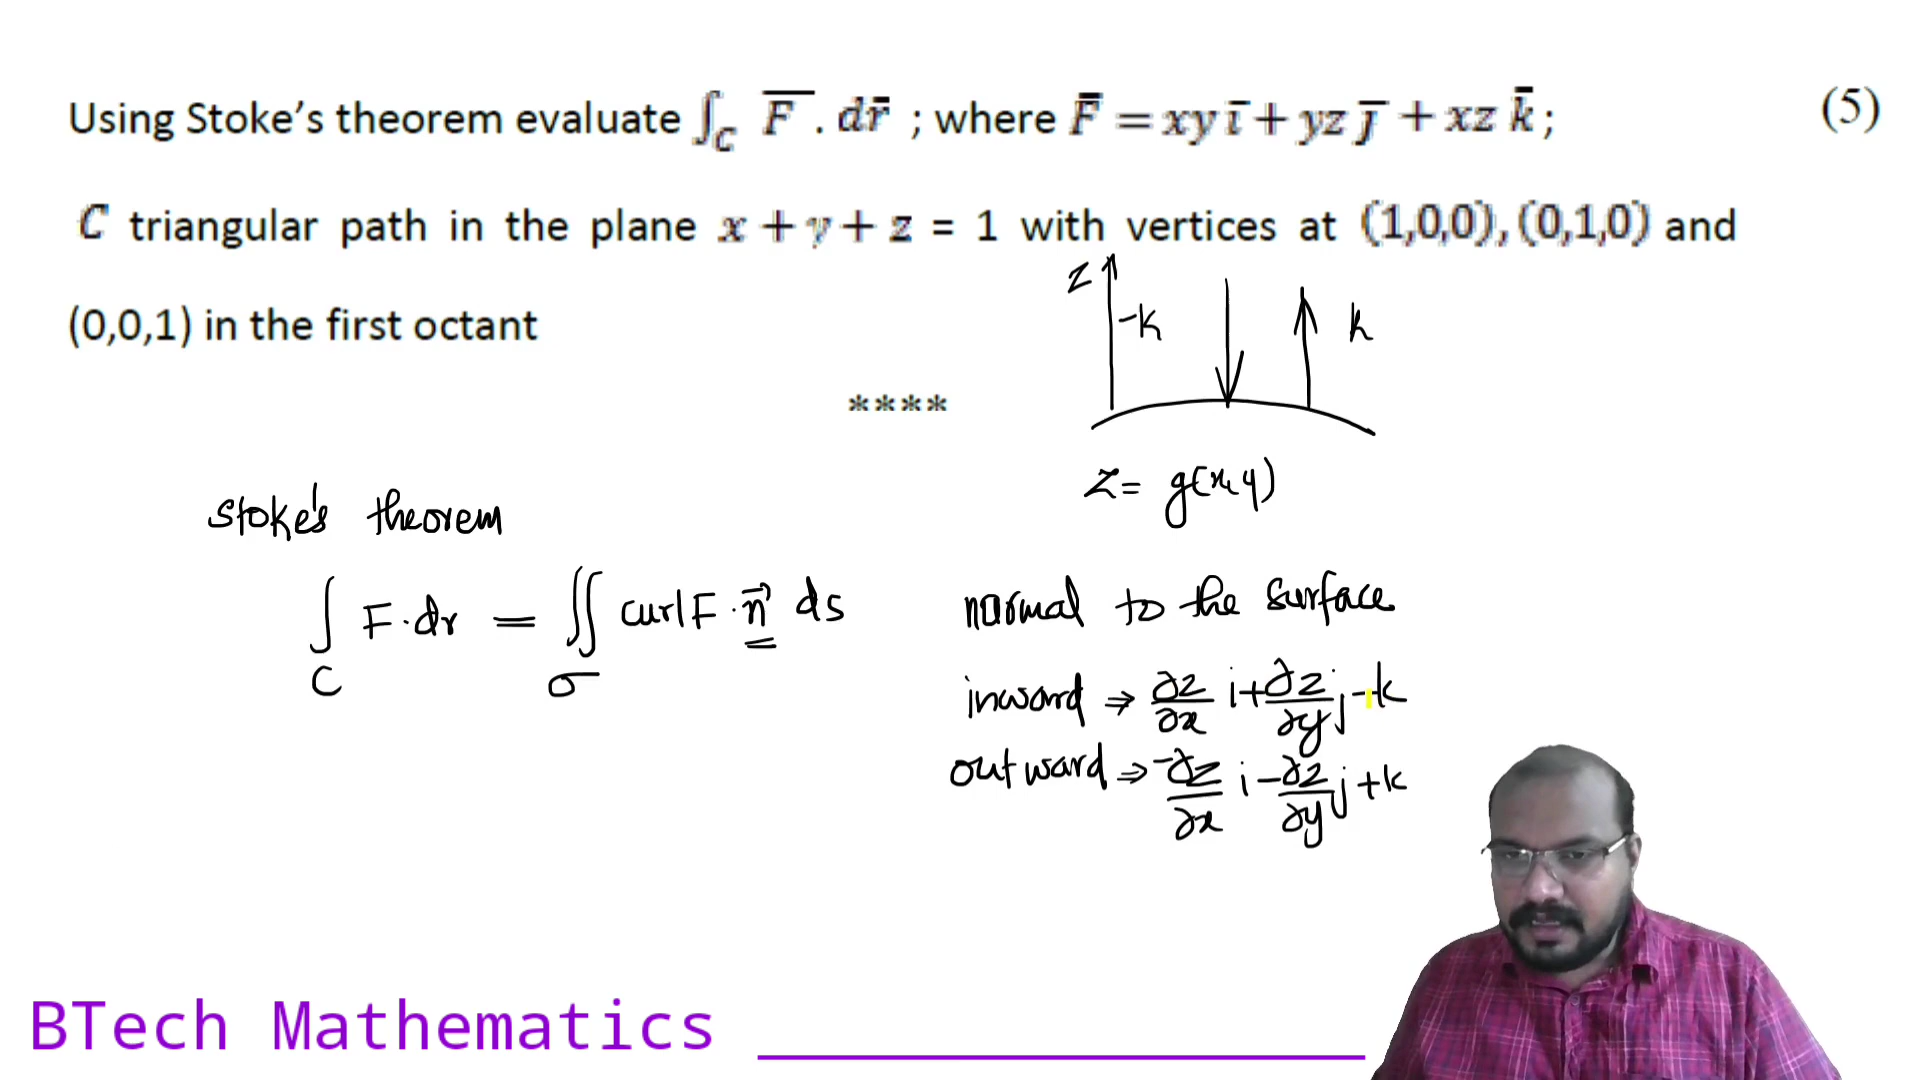 Using Stoke's theorem evaluate ∫_C F̅ . dr̄ ; where F̅ = xy i̅ + yz j̅ + xz k̅ ; (5)
C triangular path in the plane x + y + z = 1 with vertices at (1,0,0), (0,1,0) and
(0,0,1) in the first octant
****
z -k k
z = g(x,y)
Stoke's theorem
∫_C F·dr = ∬_σ curl F · n⃗ ds
normal to the surface
inward ⇒ ∂z/∂x i + ∂z/∂y j - k
outward ⇒ -∂z/∂x i - ∂z/∂y j + k
BTech Mathematics